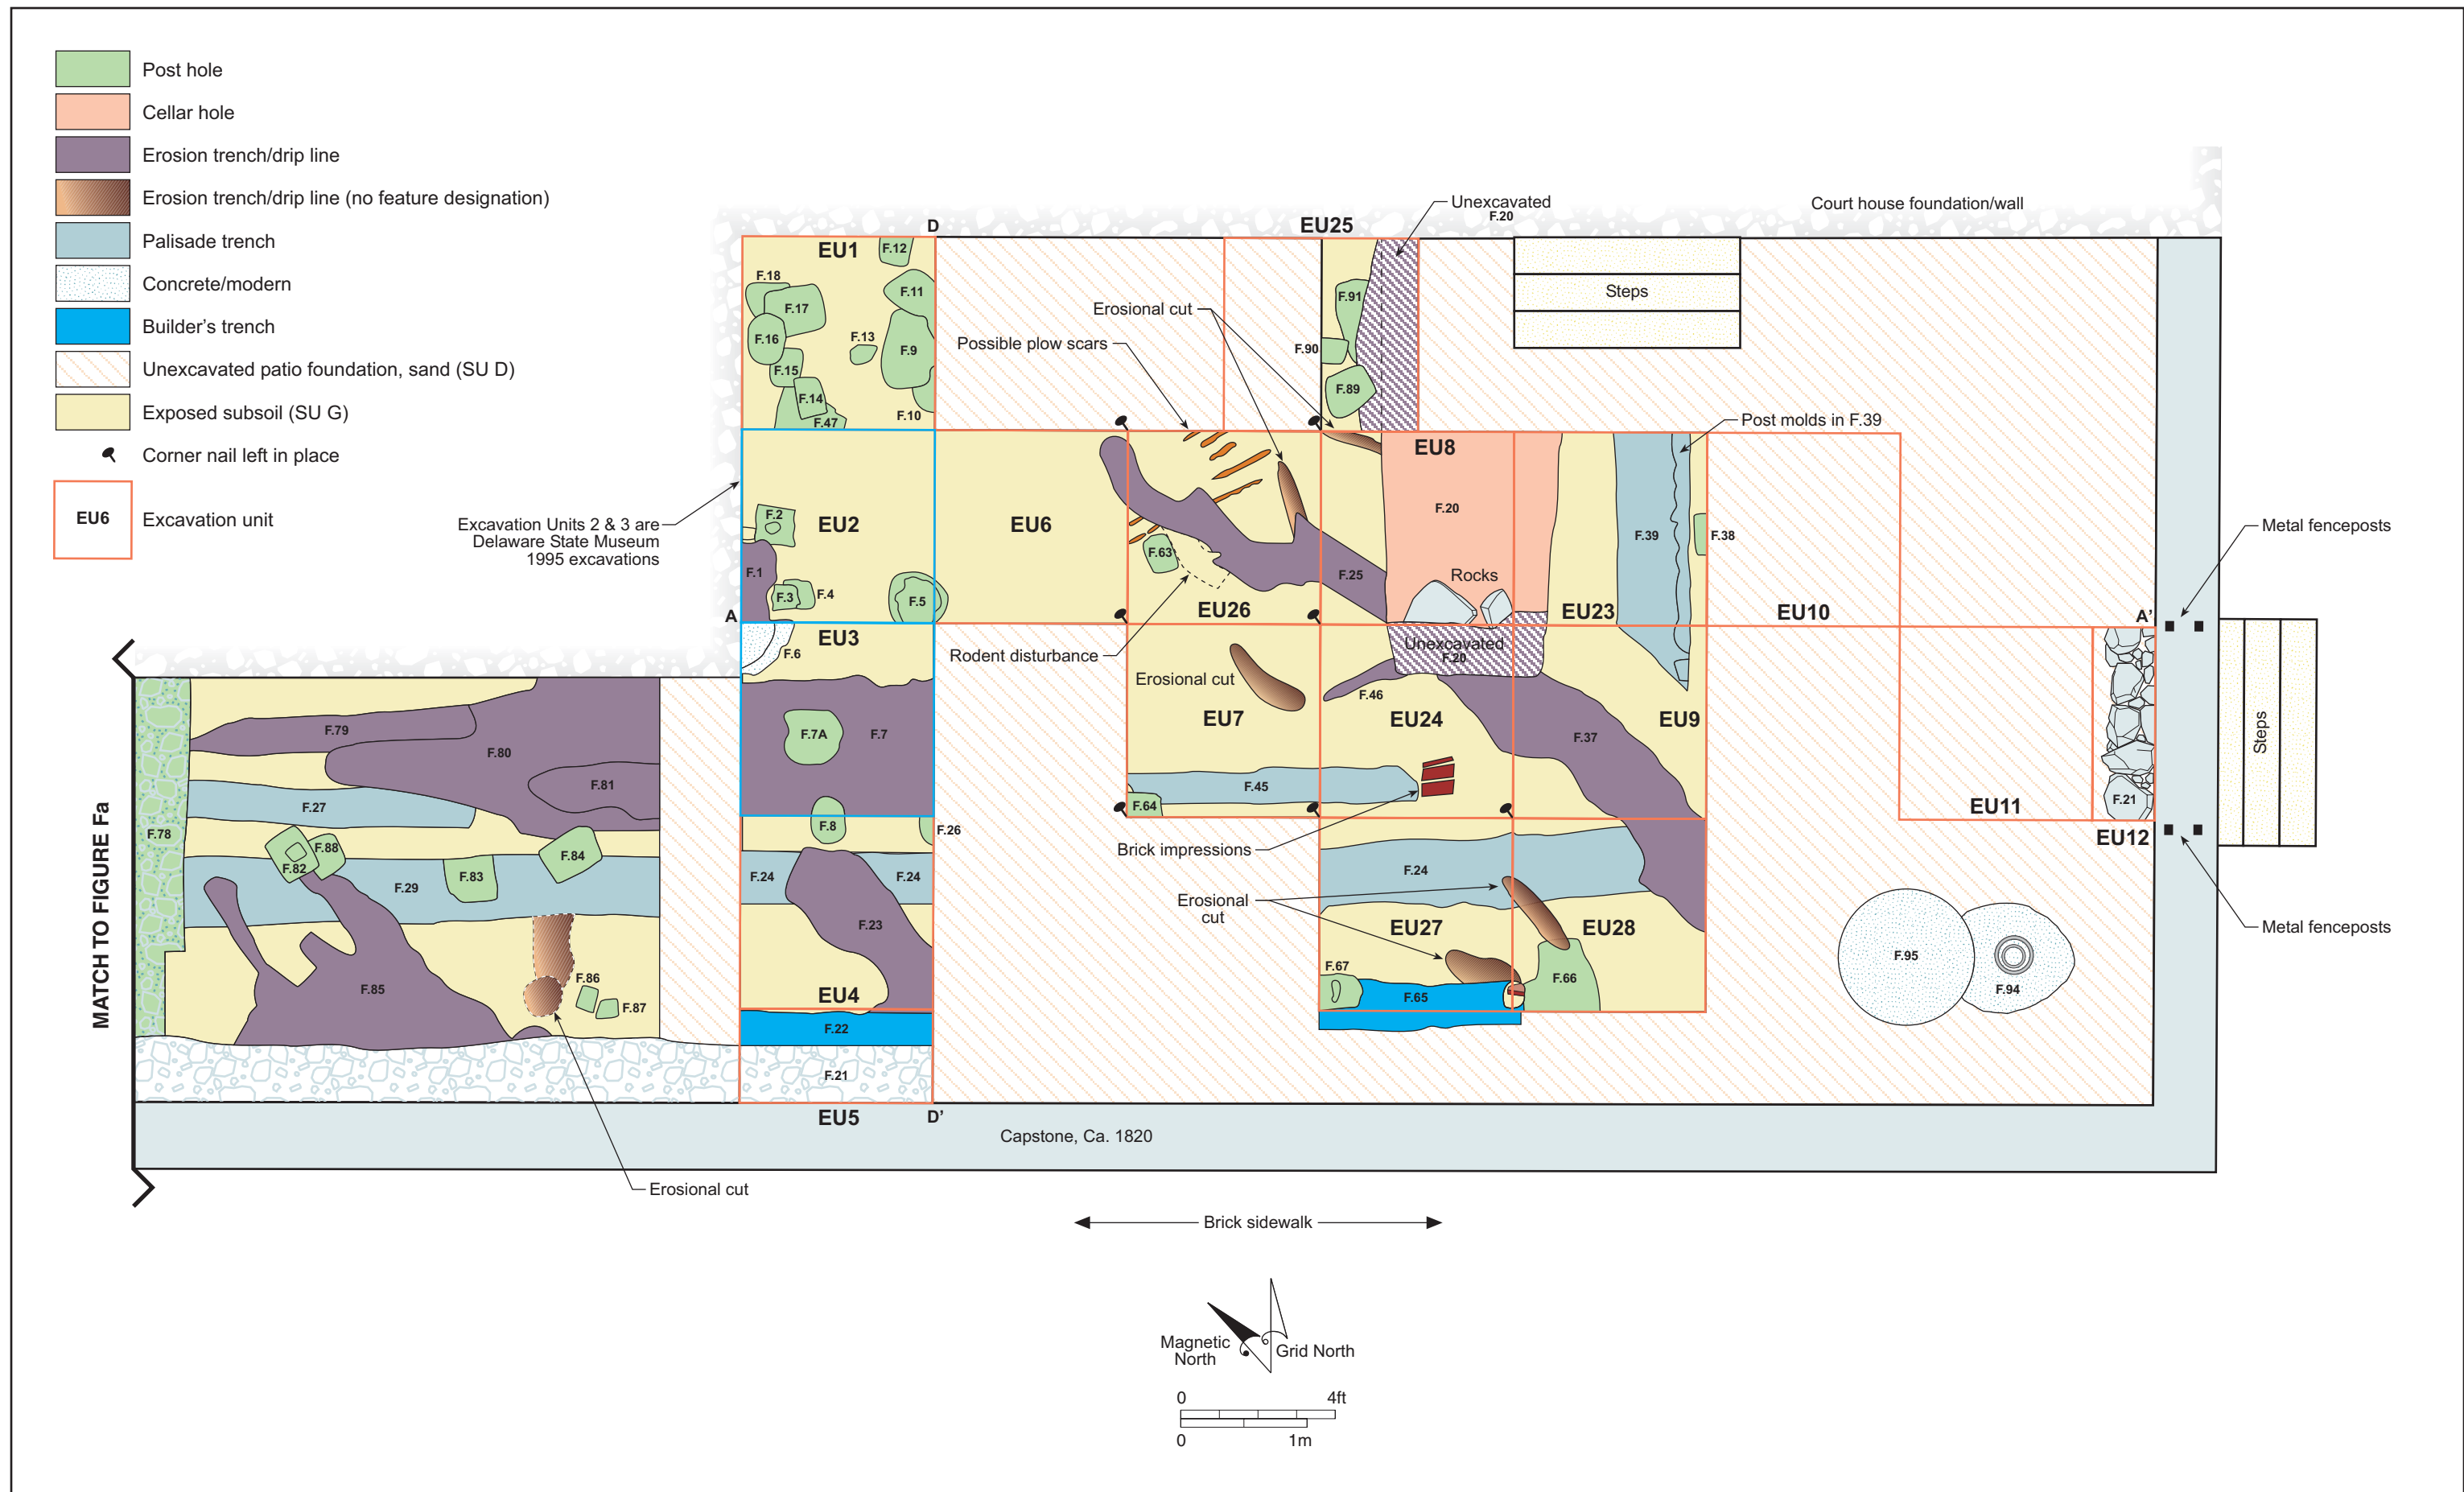 Post hole
Cellar hole
Erosion trench/drip line
Erosion trench/drip line (no feature designation)
Palisade trench
Concrete/modern
Builder’s trench
Unexcavated patio foundation, sand (SU D)
Exposed subsoil (SU G)
Corner nail left in place
EU6
Excavation unit
Unexcavated
F.20
Court house foundation/wall
D
EU25
EU1
F.12
F.18
F.11
F.17
F.16
F.13
F.9
F.15
F.14
F.10
F.47
Erosional cut
Possible plow scars
F.91
F.90
F.89
Steps
Post molds in F.39
EU8
Excavation Units 2 & 3 are
Delaware State Museum
1995 excavations
F.2
EU2
EU6
F.1
F.3
F.4
F.5
A
F.63
F.25
EU26
F.20
Rocks
F.39
F.38
EU23
EU10
A’
Metal fenceposts
EU3
F.6
Rodent disturbance
Unexcavated
F.20
Erosional cut
F.46
EU7
EU24
EU9
F.37
Steps
F.79
F.80
F.81
F.27
F.78
F.7A
F.7
F.45
F.64
F.21
EU11
EU12
F.8
F.26
F.88
F.82
F.84
F.83
F.29
F.24
F.24
Brick impressions
F.24
MATCH TO FIGURE Fa
Erosional
cut
F.23
EU27
EU28
Metal fenceposts
F.85
F.86
F.87
EU4
F.67
F.65
F.66
F.95
F.94
F.22
F.21
EU5
D’
Capstone, Ca. 1820
Erosional cut
Brick sidewalk
Magnetic
North
Grid North
0
4ft
0
1m